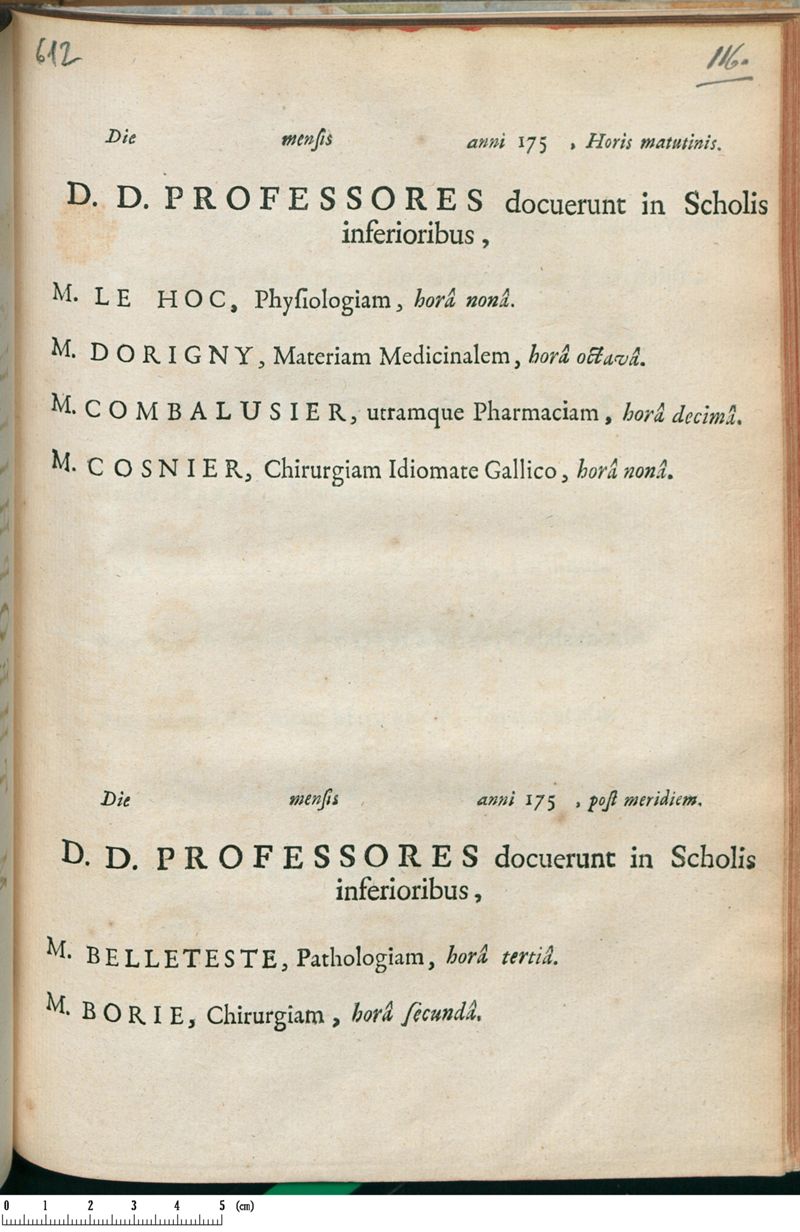 612 116.
Die mensis anni 175 , Horis matutinis.
D. D. PROFESSORES docuerunt in Scholis
inferioribus,
M. LE HOC, Physiologiam, horâ nonâ.
M. DORIGNY, Materiam Medicinalem, horâ octavâ.
M. COMBALUSIER, utramque Pharmaciam, horâ decimâ.
M. COSNIER, Chirurgiam Idiomate Gallico, horâ nonâ.
Die mensis anni 175 , post meridiem.
D. D. PROFESSORES docuerunt in Scholis
inferioribus,
M. BELLETESTE, Pathologiam, horâ tertiâ.
M. BORIE, Chirurgiam, horâ secundâ.
0 1 2 3 4 5 (cm)